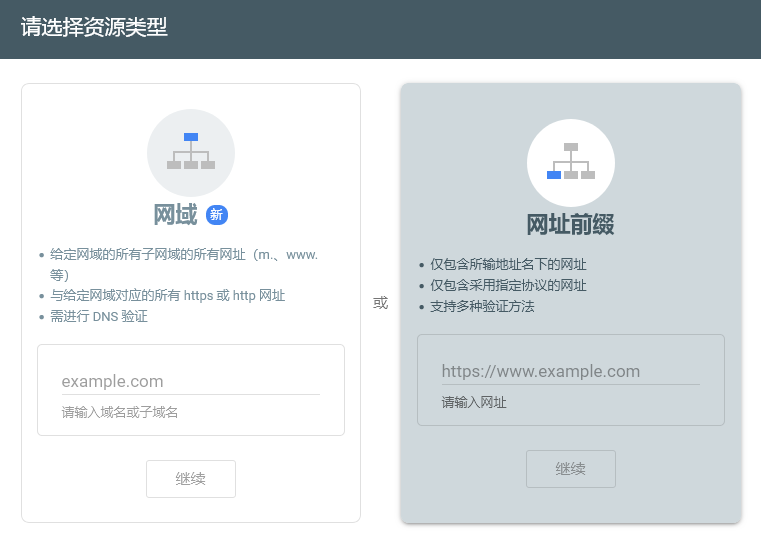 请选择资源类型
网域 新
• 给定网域的所有子网域的所有网址（m.、www.
等）
• 与给定网域对应的所有 https 或 http 网址
• 需进行 DNS 验证
example.com
请输入域名或子域名
继续
或
网址前缀
• 仅包含所输地址名下的网址
• 仅包含采用指定协议的网址
• 支持多种验证方法
https://www.example.com
请输入网址
继续